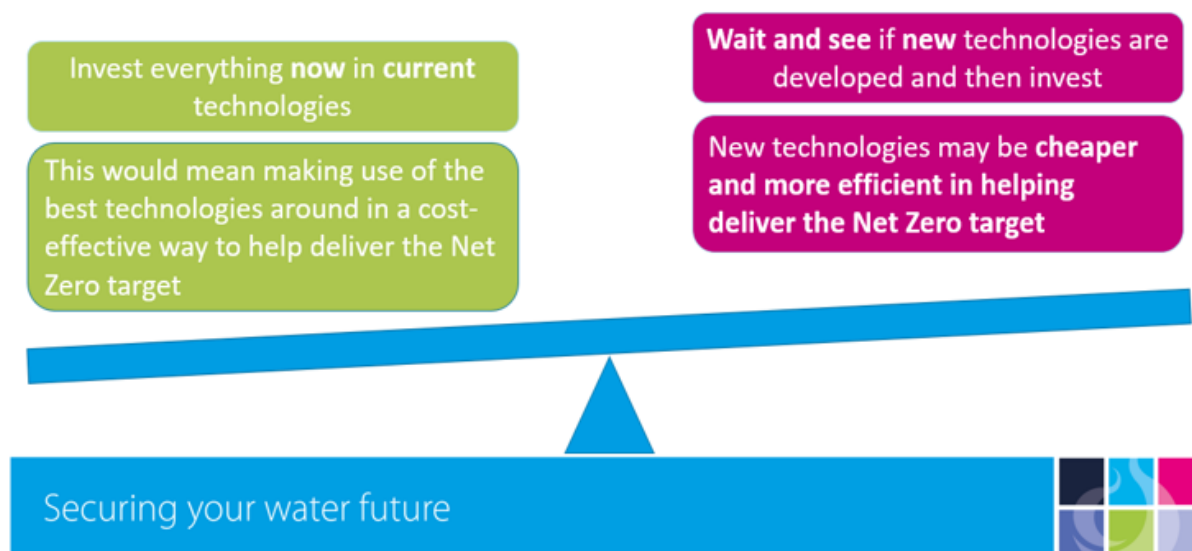 Invest everything now in current
technologies
This would mean making use of the
best technologies around in a cost-
effective way to help deliver the Net
Zero target
Wait and see if new technologies are
developed and then invest
New technologies may be cheaper
and more efficient in helping
deliver the Net Zero target
Securing your water future